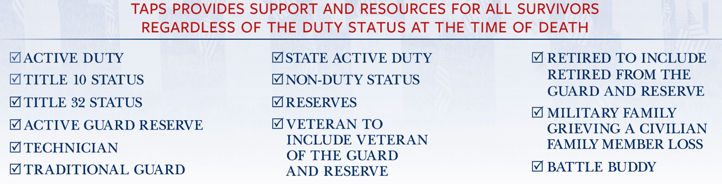 TAPS PROVIDES SUPPORT AND RESOURCES FOR ALL SURVIVORS
REGARDLESS OF THE DUTY STATUS AT THE TIME OF DEATH
☑ACTIVE DUTY
☑TITLE 10 STATUS
☑TITLE 32 STATUS
☑ACTIVE GUARD RESERVE
☑TECHNICIAN
☑TRADITIONAL GUARD
☑STATE ACTIVE DUTY
☑NON-DUTY STATUS
☑RESERVES
☑VETERAN TO
INCLUDE VETERAN
OF THE GUARD
AND RESERVE
☑RETIRED TO INCLUDE
RETIRED FROM THE
GUARD AND RESERVE
☑MILITARY FAMILY
GRIEVING A CIVILIAN
FAMILY MEMBER LOSS
☑BATTLE BUDDY